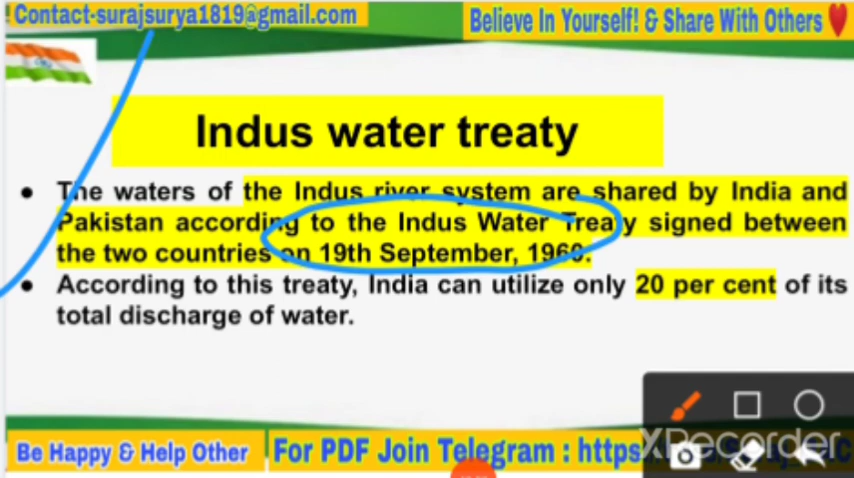 Contact-surajsurya1819@gmail.com
Believe In Yourself! & Share With Others
Indus water treaty
• The waters of the Indus river system are shared by India and
Pakistan according to the Indus Water Treaty signed between
the two countries on 19th September, 1960.
• According to this treaty, India can utilize only 20 per cent of its
total discharge of water.
Be Happy & Help Other
For PDF Join Telegram : https
XRecorder